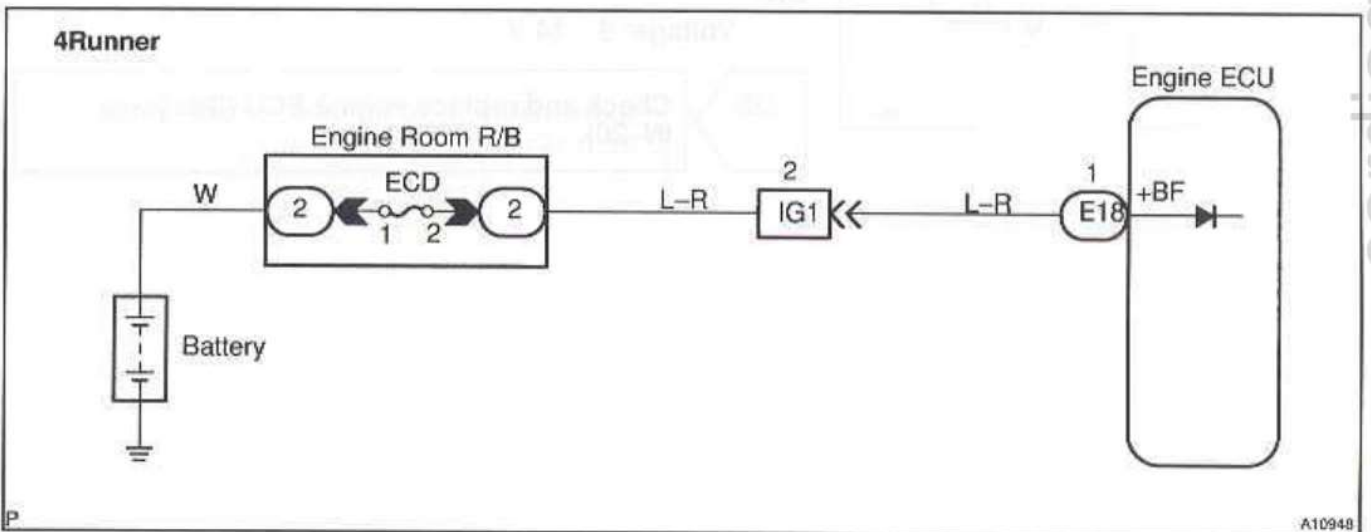 4Runner
Engine ECU
Engine Room R/B
ECD
W
2
1 2
2
L–R
2
IG1
L–R
1
E18
+BF
Battery
P
A10948